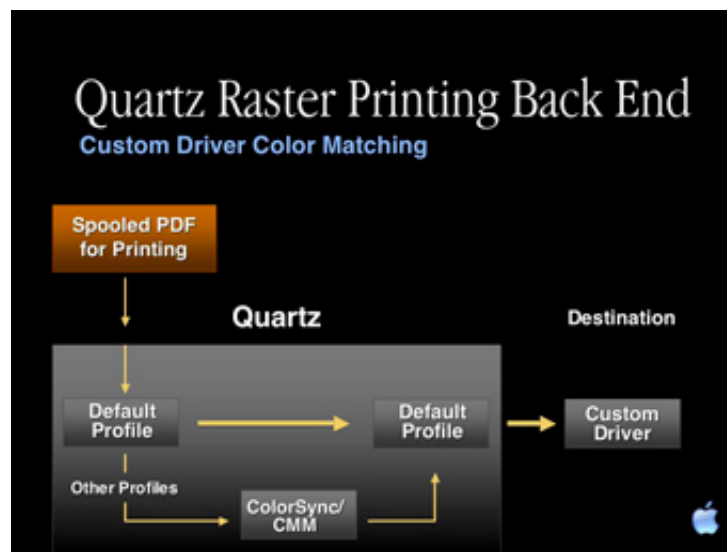 Quartz Raster Printing Back End
Custom Driver Color Matching
Spooled PDF
for Printing
Quartz
Destination
Default
Profile
Default
Profile
Custom
Driver
Other Profiles
ColorSync/
CMM